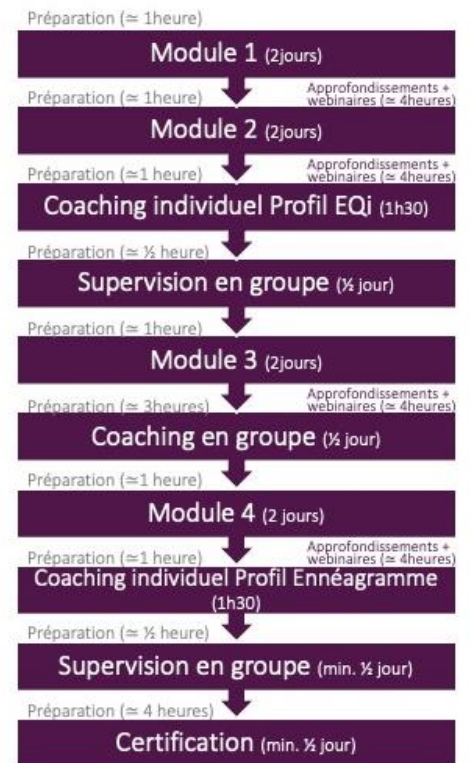 Préparation (≃ 1heure)
Module 1 (2jours)
Préparation (≃ 1heure)
Approfondissements +
webinaires (≃ 4heures)
Module 2 (2jours)
Préparation (≃1 heure)
Approfondissements +
webinaires (≃ 4heures)
Coaching individuel Profil EQi (1h30)
Préparation (≃ ½ heure)
Supervision en groupe (½ jour)
Préparation (≃ 1heure)
Module 3 (2jours)
Préparation (≃ 3heures)
Approfondissements +
webinaires (≃ 4heures)
Coaching en groupe (½ jour)
Préparation (≃1 heure)
Module 4 (2 jours)
Préparation (≃1 heure)
Approfondissements +
webinaires (≃ 4heures)
Coaching individuel Profil Ennéagramme
(1h30)
Préparation (≃ ½ heure)
Supervision en groupe (min. ½ jour)
Préparation (≃ 4 heures)
Certification (min. ½ jour)